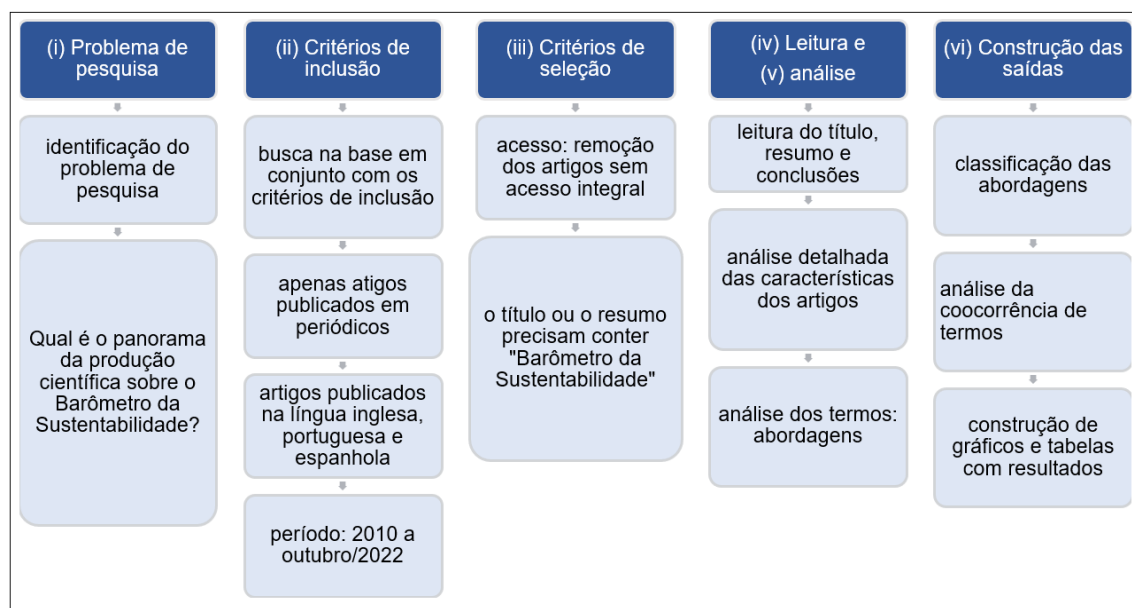 (i) Problema de
pesquisa
identificação do
problema de
pesquisa
Qual é o panorama
da produção
científica sobre o
Barômetro da
Sustentabilidade?
(ii) Critérios de
inclusão
busca na base em
conjunto com os
critérios de inclusão
apenas atigos
publicados em
periódicos
artigos publicados
na língua inglesa,
portuguesa e
espanhola
período: 2010 a
outubro/2022
(iii) Critérios de
seleção
acesso: remoção
dos artigos sem
acesso integral
o título ou o resumo
precisam conter
"Barômetro da
Sustentabilidade"
(iv) Leitura e
(v) análise
leitura do título,
resumo e
conclusões
análise detalhada
das características
dos artigos
análise dos termos:
abordagens
(vi) Construção das
saídas
classificação das
abordagens
análise da
coocorrência de
termos
construção de
gráficos e tabelas
com resultados